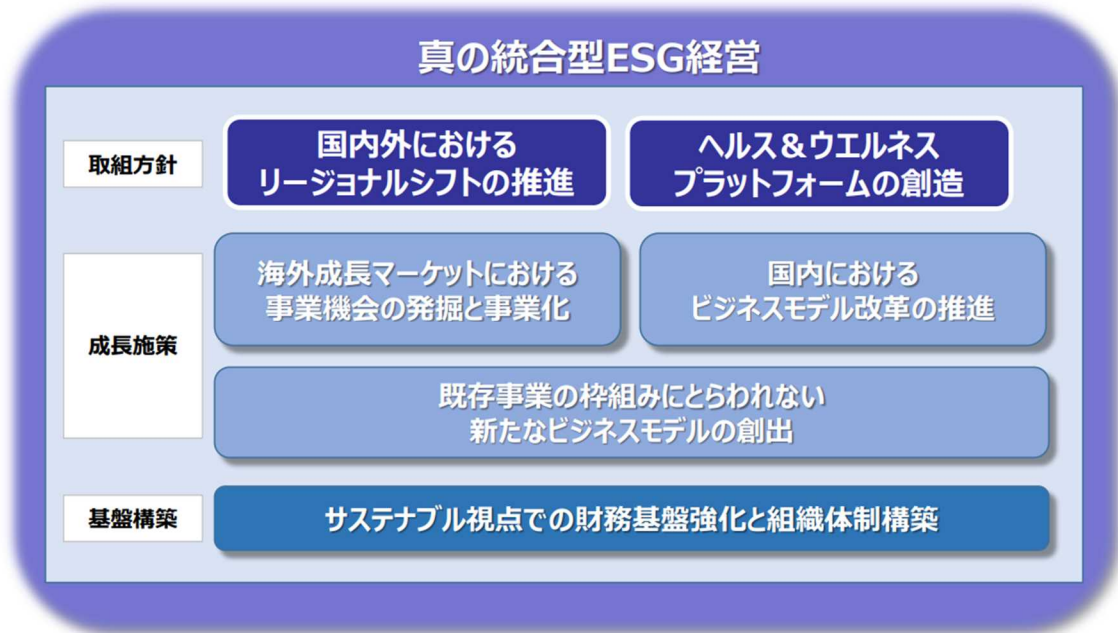 真の統合型ESG経営
取組方針
国内外における
リージョナルシフトの推進
ヘルス＆ウエルネス
プラットフォームの創造
成長施策
海外成長マーケットにおける
事業機会の発掘と事業化
国内における
ビジネスモデル改革の推進
既存事業の枠組みにとらわれない
新たなビジネスモデルの創出
基盤構築
サステナブル視点での財務基盤強化と組織体制構築